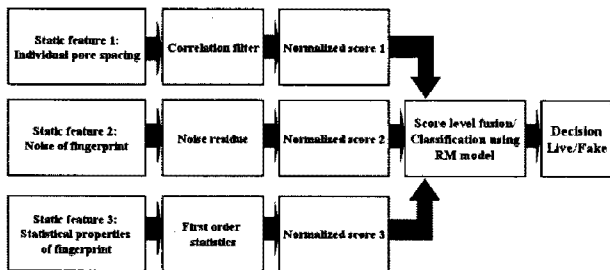 Static feature 1:
Individual pore spacing
Correlation filter
Normalized score 1
Static feature 2:
Noise of fingerprint
Noise residue
Normalized score 2
Score level fusion/
Classification using
RM model
Decision
Live/Fake
Static feature 3:
Statistical properties
of fingerprint
First order
statistics
Normalized score 3